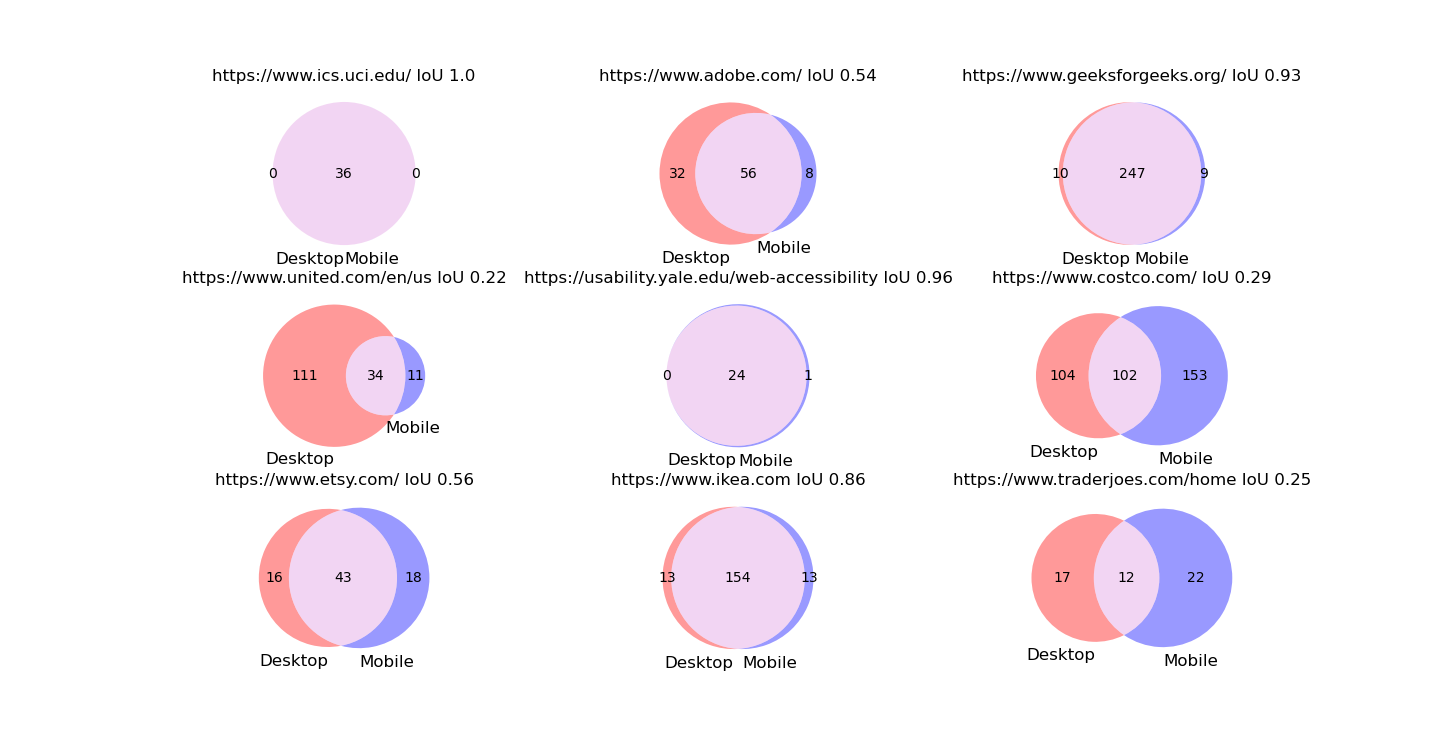 https://www.ics.uci.edu/ IoU 1.0
0
36
0
Desktop
Mobile
https://www.adobe.com/ IoU 0.54
32
56
8
Desktop
Mobile
https://www.geeksforgeeks.org/ IoU 0.93
10
247
9
Desktop
Mobile
https://www.united.com/en/us IoU 0.22
111
34
11
Desktop
Mobile
https://usability.yale.edu/web-accessibility IoU 0.96
0
24
1
Desktop
Mobile
https://www.costco.com/ IoU 0.29
104
102
153
Desktop
Mobile
https://www.etsy.com/ IoU 0.56
16
43
18
Desktop
Mobile
https://www.ikea.com IoU 0.86
13
154
13
Desktop
Mobile
https://www.traderjoes.com/home IoU 0.25
17
12
22
Desktop
Mobile